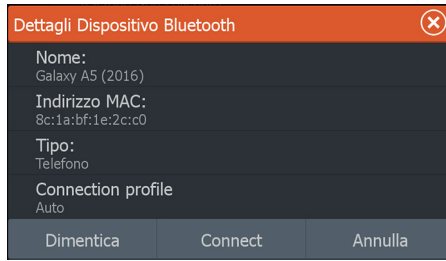 Dettagli Dispositivo Bluetooth
Nome:
Galaxy A5 (2016)
Indirizzo MAC:
8c:1a:bf:1e:2c:c0
Tipo:
Telefono
Connection profile
Auto
Dimentica Connect Annulla